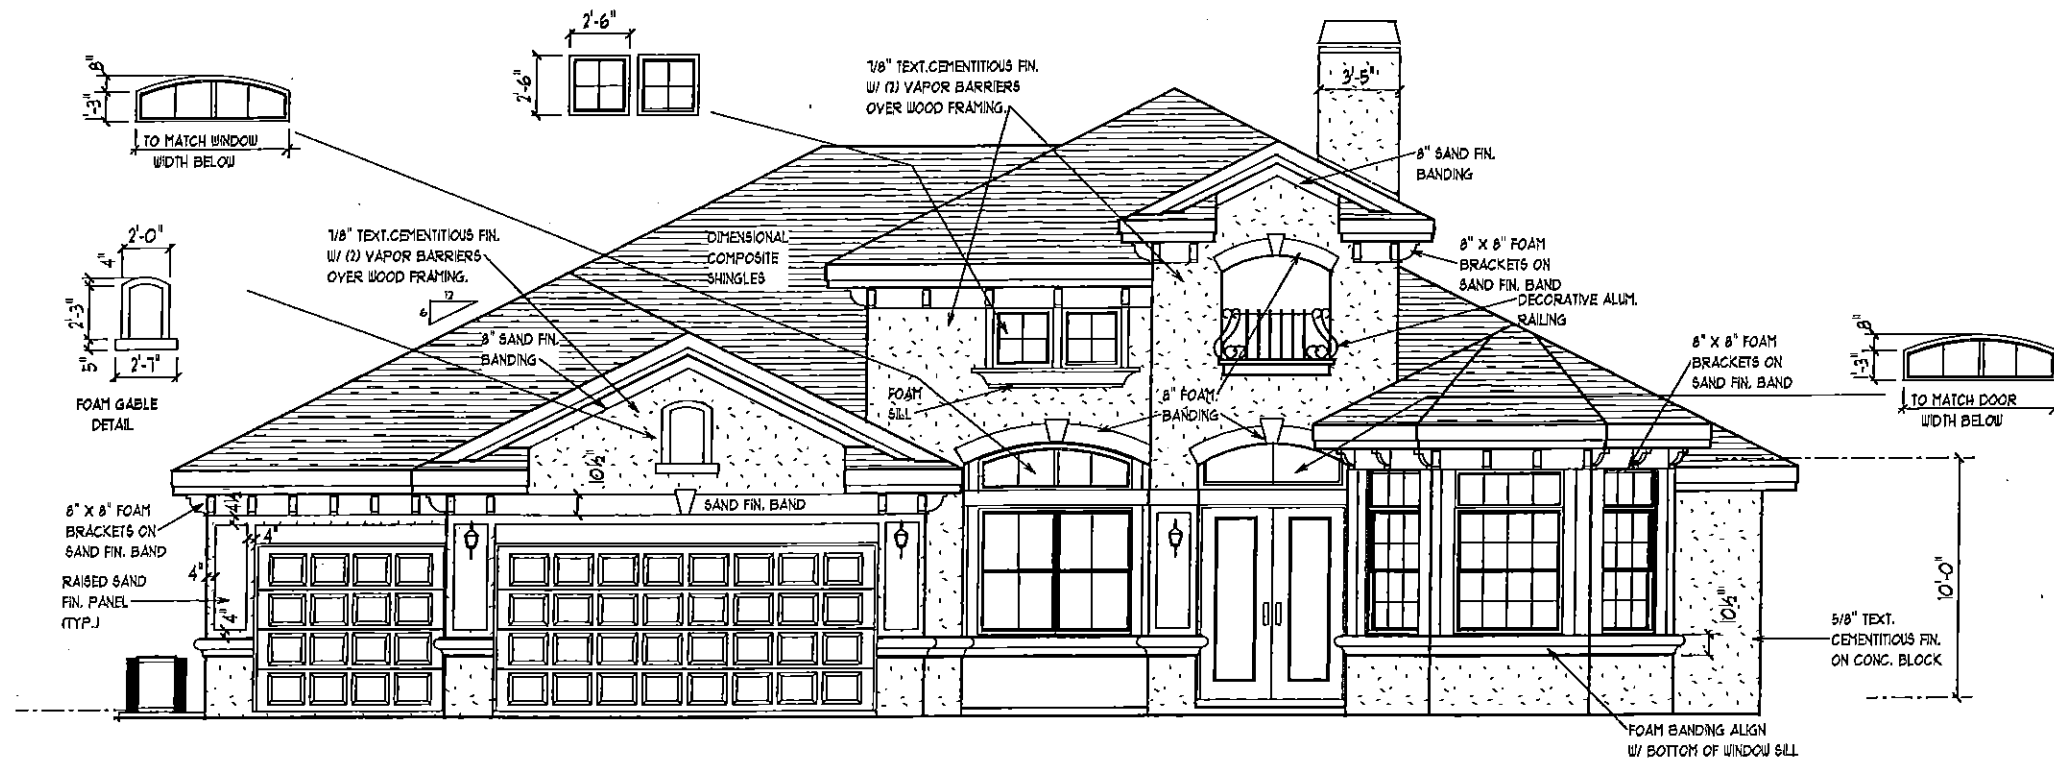 2'-6"
2'-6"
8"
1'-3"
TO MATCH WINDOW
WIDTH BELOW
7/8" TEXT.CEMENTITIOUS FIN.
W/ (2) VAPOR BARRIERS
OVER WOOD FRAMING.
3'-5"
8" SAND FIN.
BANDING
2'-0"
4"
2'-3"
5"
2'-7"
FOAM GABLE
DETAIL
7/8" TEXT.CEMENTITIOUS FIN.
W/ (2) VAPOR BARRIERS
OVER WOOD FRAMING.
DIMENSIONAL
COMPOSITE
SHINGLES
12
6
8" SAND FIN.
BANDING
8" X 8" FOAM
BRACKETS ON
SAND FIN. BAND
DECORATIVE ALUM.
RAILING
8" X 8" FOAM
BRACKETS ON
SAND FIN. BAND
8"
1'-3"
TO MATCH DOOR
WIDTH BELOW
FOAM
SILL
8" FOAM
BANDING
10½"
SAND FIN. BAND
8" X 8" FOAM
BRACKETS ON
SAND FIN. BAND
4"
4"
4"
4"
RAISED SAND
FIN. PANEL
(TYP.)
10'-0"
10½"
5/8" TEXT.
CEMENTITIOUS FIN.
ON CONC. BLOCK
FOAM BANDING ALIGN
W/ BOTTOM OF WINDOW SILL